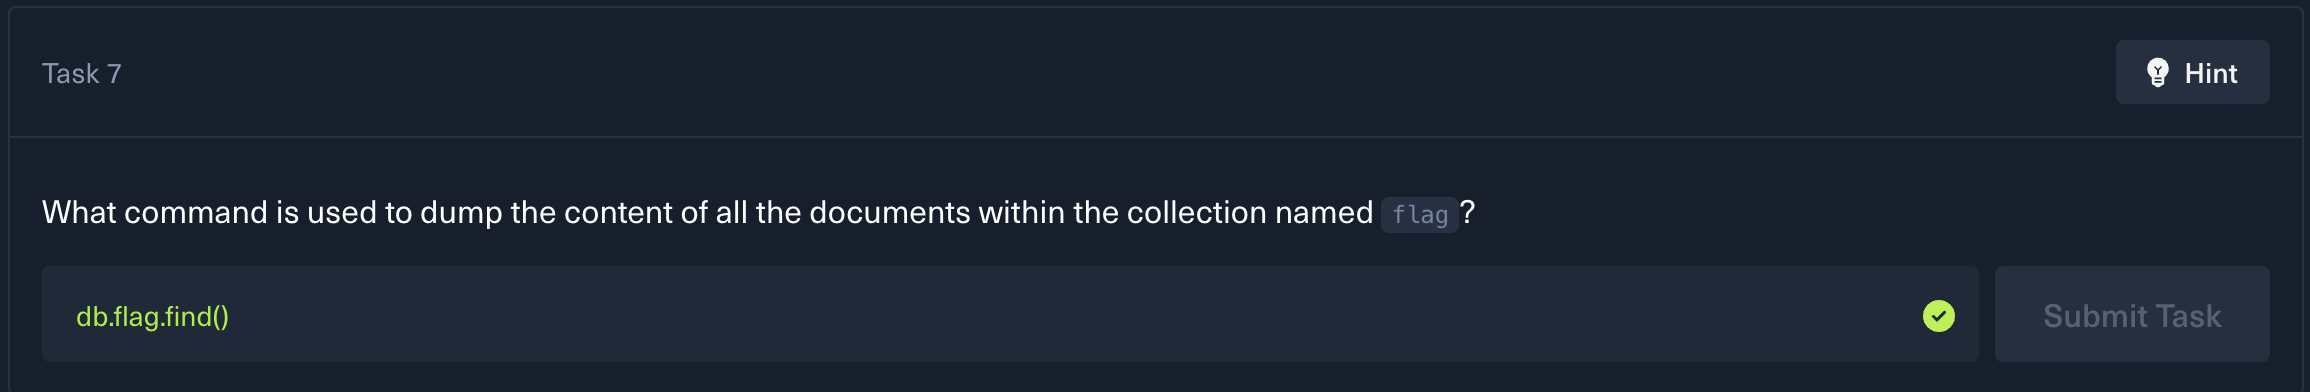 Task 7
Hint
What command is used to dump the content of all the documents within the collection named flag?
db.flag.find()
Submit Task